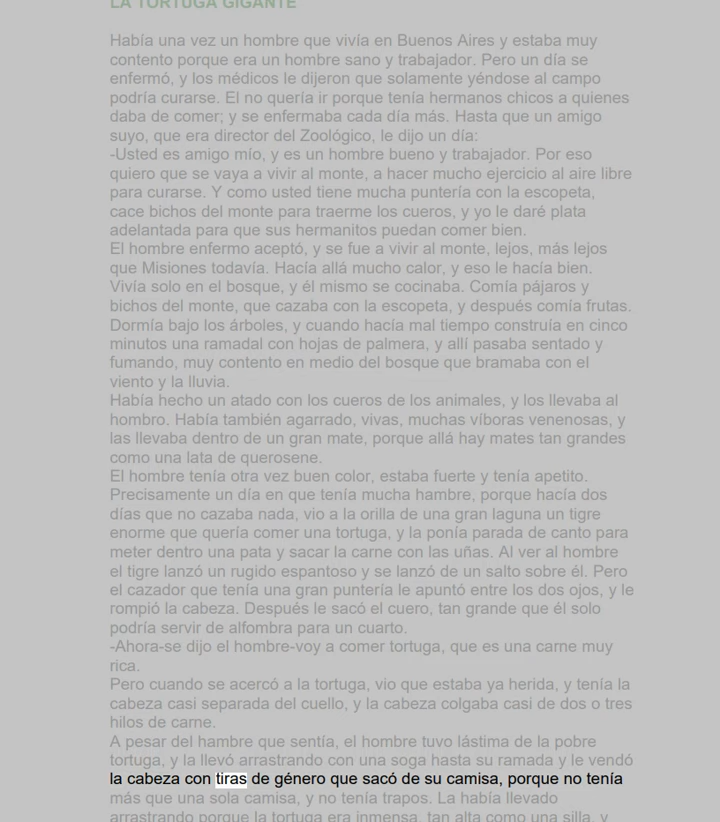 LA TORTUGA GIGANTE
Había una vez un hombre que vivía en Buenos Aires y estaba muy
contento porque era un hombre sano y trabajador. Pero un día se
enfermó, y los médicos le dijeron que solamente yéndose al campo
podría curarse. El no quería ir porque tenía hermanos chicos a quienes
daba de comer; y se enfermaba cada día más. Hasta que un amigo
suyo, que era director del Zoológico, le dijo un día:
-Usted es amigo mío, y es un hombre bueno y trabajador. Por eso
quiero que se vaya a vivir al monte, a hacer mucho ejercicio al aire libre
para curarse. Y como usted tiene mucha puntería con la escopeta,
cace bichos del monte para traerme los cueros, y yo le daré plata
adelantada para que sus hermanitos puedan comer bien.
El hombre enfermo aceptó, y se fue a vivir al monte, lejos, más lejos
que Misiones todavía. Hacía allá mucho calor, y eso le hacía bien.
Vivía solo en el bosque, y él mismo se cocinaba. Comía pájaros y
bichos del monte, que cazaba con la escopeta, y después comía frutas.
Dormía bajo los árboles, y cuando hacía mal tiempo construía en cinco
minutos una ramadal con hojas de palmera, y allí pasaba sentado y
fumando, muy contento en medio del bosque que bramaba con el
viento y la lluvia.
Había hecho un atado con los cueros de los animales, y los llevaba al
hombro. Había también agarrado, vivas, muchas víboras venenosas, y
las llevaba dentro de un gran mate, porque allá hay mates tan grandes
como una lata de querosene.
El hombre tenía otra vez buen color, estaba fuerte y tenía apetito.
Precisamente un día en que tenía mucha hambre, porque hacía dos
días que no cazaba nada, vio a la orilla de una gran laguna un tigre
enorme que quería comer una tortuga, y la ponía parada de canto para
meter dentro una pata y sacar la carne con las uñas. Al ver al hombre
el tigre lanzó un rugido espantoso y se lanzó de un salto sobre él. Pero
el cazador que tenía una gran puntería le apuntó entre los dos ojos, y le
rompió la cabeza. Después le sacó el cuero, tan grande que él solo
podría servir de alfombra para un cuarto.
-Ahora-se dijo el hombre-voy a comer tortuga, que es una carne muy
rica.
Pero cuando se acercó a la tortuga, vio que estaba ya herida, y tenía la
cabeza casi separada del cuello, y la cabeza colgaba casi de dos o tres
hilos de carne.
A pesar del hambre que sentía, el hombre tuvo lástima de la pobre
tortuga, y la llevó arrastrando con una soga hasta su ramada y le vendó
la cabeza con tiras de género que sacó de su camisa, porque no tenía
más que una sola camisa, y no tenía trapos. La había llevado
arrastrando porque la tortuga era inmensa, tan alta como una silla, y